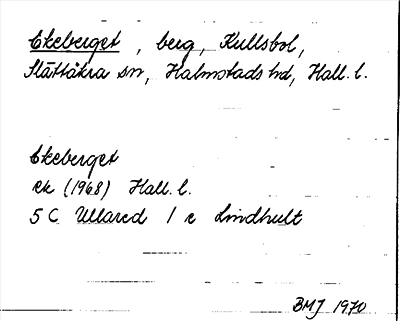 Ekeberget, berg, Kullsbol,
Slättåkra sn, Halmstads hd, Hall. l.
Ekeberget
ek (1968) Hall. l.
5 C Ullared 1 e Lindhult
BMJ 1970